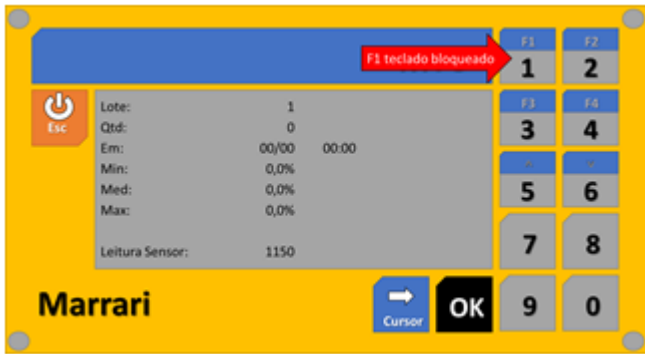 F1 teclado bloqueado
F1
1
F2
2
Esc
Lote: 1
Qtd: 0
Em: 00/00 00:00
Min: 0,0%
Med: 0,0%
Max: 0,0%
Leitura Sensor: 1150
F3
3
F4
4
5
6
7
8
Marrari
Cursor
OK
9
0